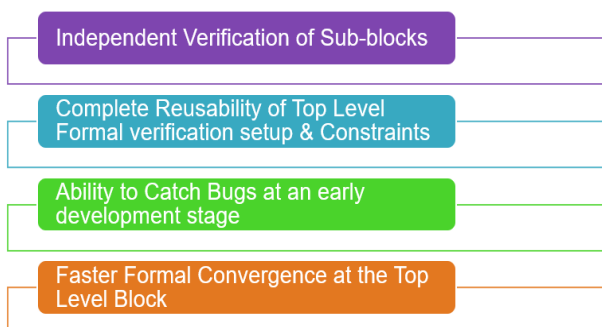 Independent Verification of Sub-blocks
Complete Reusability of Top Level
Formal verification setup & Constraints
Ability to Catch Bugs at an early
development stage
Faster Formal Convergence at the Top
Level Block